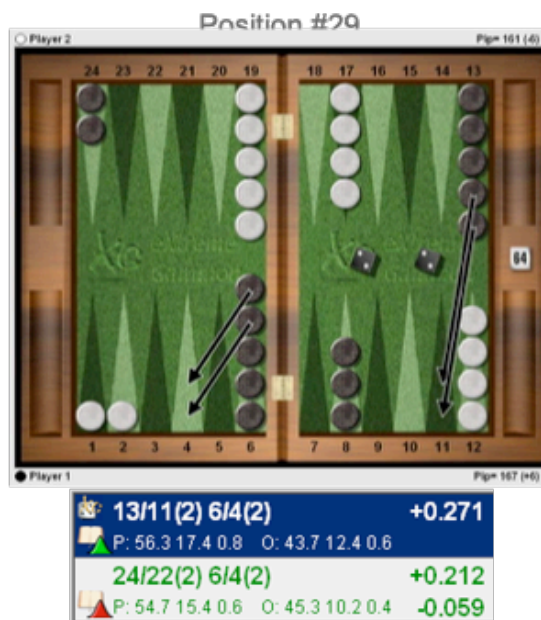 Position #29
Player 2 Pip= 161 (-6)
24 23 22 21 20 19 18 17 16 15 14 13
eXtreme
Gammon
64
1 2 3 4 5 6 7 8 9 10 11 12
Player 1 Pip= 167 (+6)
13/11(2) 6/4(2) +0.271
P: 56.3 17.4 0.8 O: 43.7 12.4 0.6
24/22(2) 6/4(2) +0.212
P: 54.7 15.4 0.6 O: 45.3 10.2 0.4 -0.059